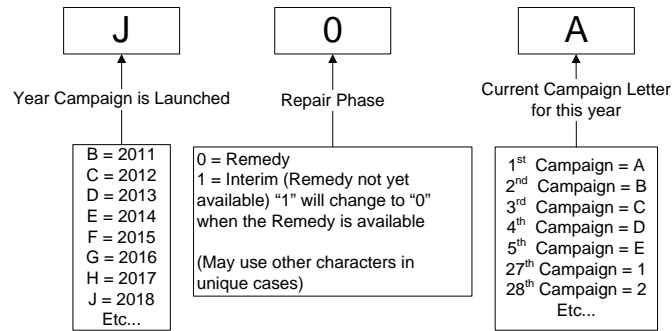 J
0
A
Year Campaign is Launched
Repair Phase
Current Campaign Letter
for this year
B = 2011
C = 2012
D = 2013
E = 2014
F = 2015
G = 2016
H = 2017
J = 2018
Etc...
0 = Remedy
1 = Interim (Remedy not yet
available) “1” will change to “0”
when the Remedy is available
(May use other characters in
unique cases)
1st Campaign = A
2nd Campaign = B
3rd Campaign = C
4th Campaign = D
5th Campaign = E
27th Campaign = 1
28th Campaign = 2
Etc...